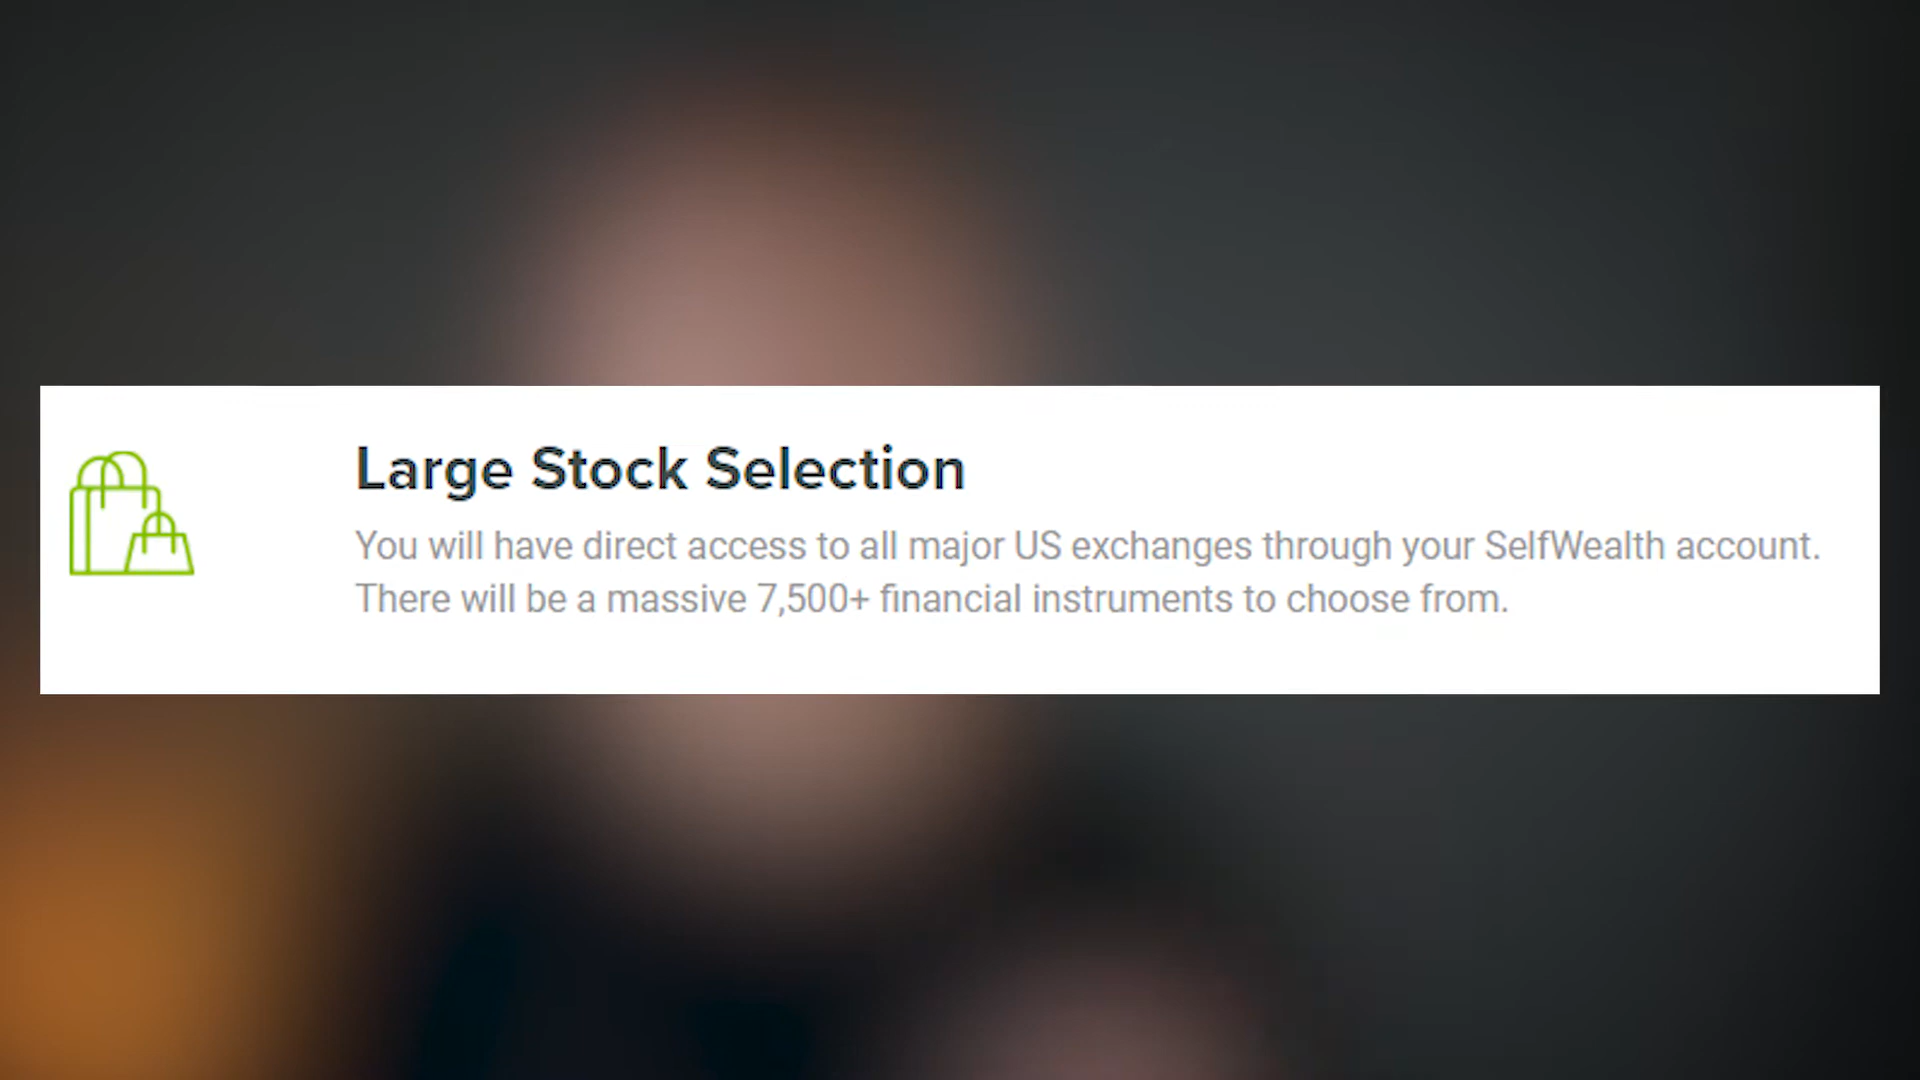 Large Stock Selection
You will have direct access to all major US exchanges through your SelfWealth account.
There will be a massive 7,500+ financial instruments to choose from.